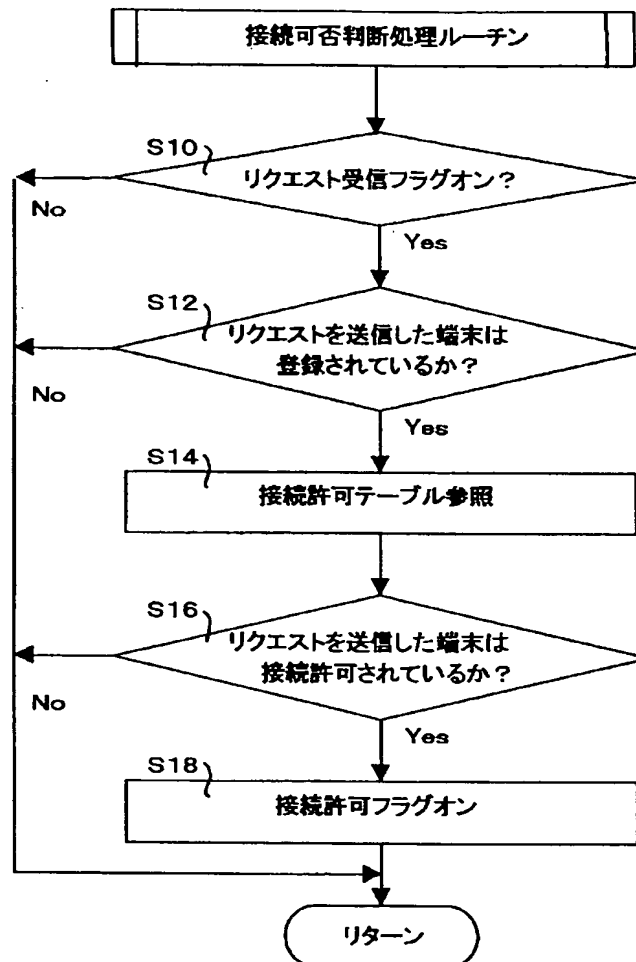 接続可否判断処理ルーチン
S10
リクエスト受信フラグオン？
No
Yes
S12
リクエストを送信した端末は
登録されているか？
No
Yes
S14
接続許可テーブル参照
S16
リクエストを送信した端末は
接続許可されているか？
No
Yes
S18
接続許可フラグオン
リターン